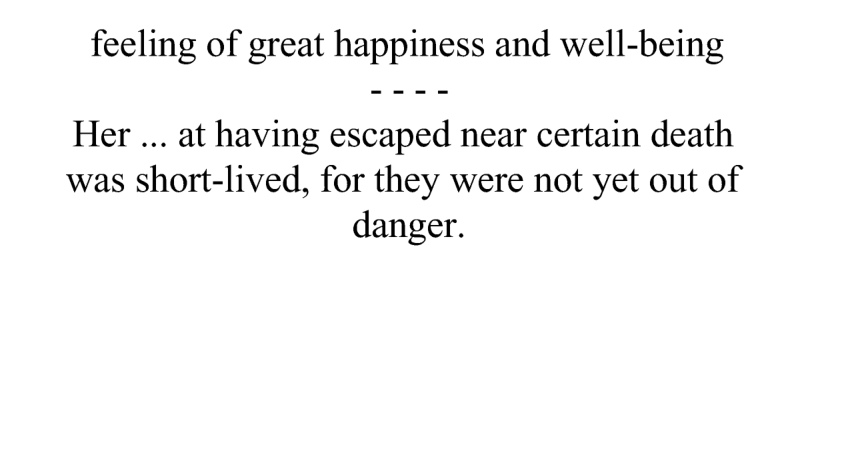 feeling of great happiness and well-being
- - - -
Her ... at having escaped near certain death
was short-lived, for they were not yet out of
danger.